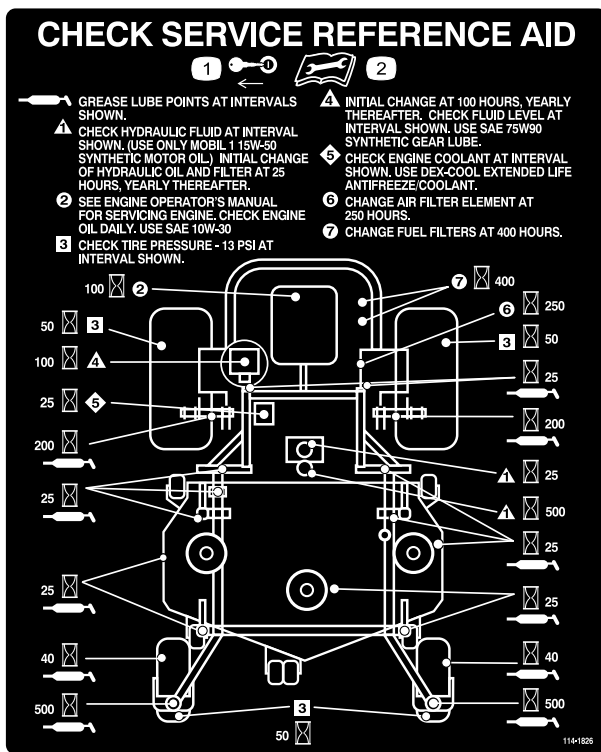 CHECK SERVICE REFERENCE AID
1 2
GREASE LUBE POINTS AT INTERVALS
SHOWN.
1 CHECK HYDRAULIC FLUID AT INTERVAL
SHOWN. (USE ONLY MOBIL 1 15W-50
SYNTHETIC MOTOR OIL.) INITIAL CHANGE
OF HYDRAULIC OIL AND FILTER AT 25
HOURS, YEARLY THEREAFTER.
2 SEE ENGINE OPERATOR'S MANUAL
FOR SERVICING ENGINE. CHECK ENGINE
OIL DAILY. USE SAE 10W-30
3 CHECK TIRE PRESSURE - 13 PSI AT
INTERVAL SHOWN.
4 INITIAL CHANGE AT 100 HOURS, YEARLY
THEREAFTER. CHECK FLUID LEVEL AT
INTERVAL SHOWN. USE SAE 75W90
SYNTHETIC GEAR LUBE.
5 CHECK ENGINE COOLANT AT INTERVAL
SHOWN. USE DEX-COOL EXTENDED LIFE
ANTIFREEZE/COOLANT.
6 CHANGE AIR FILTER ELEMENT AT
250 HOURS.
7 CHANGE FUEL FILTERS AT 400 HOURS.
100 2
7 400
6 250
50 3
3 50
100 4
25
25 5
200
200
1 25
25
1 500
25
25
25
40
40
500
500
3
50
114-1826